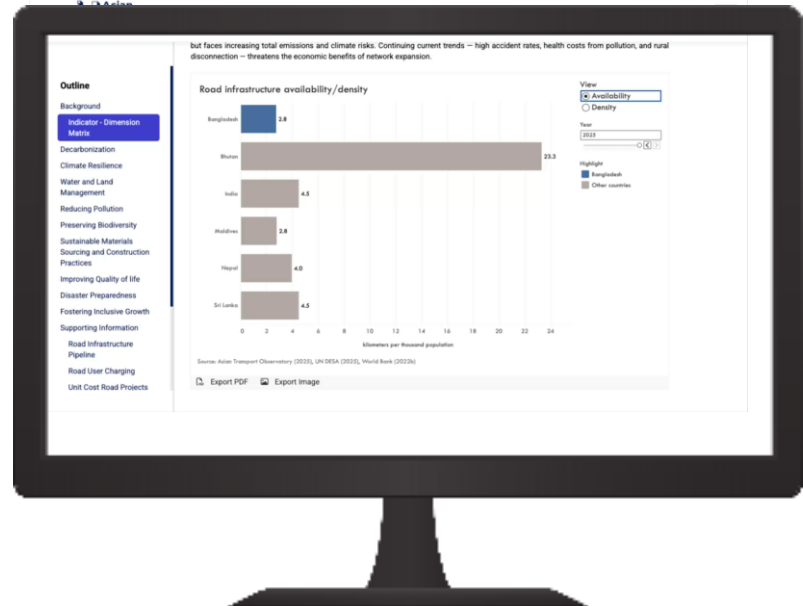 Asian
but faces increasing total emissions and climate risks. Continuing current trends — high accident rates, health costs from pollution, and rural
disconnection — threatens the economic benefits of network expansion.
Outline
Background
Indicator - Dimension
Matrix
Decarbonization
Climate Resilience
Water and Land
Management
Reducing Pollution
Preserving Biodiversity
Sustainable Materials
Sourcing and Construction
Practices
Improving Quality of life
Disaster Preparedness
Fostering Inclusive Growth
Supporting Information
Road Infrastructure
Pipeline
Road User Charging
Unit Cost Road Projects
Road infrastructure availability/density
Bangladesh 2.8
Bhutan 23.3
India 4.5
Maldives 2.8
Nepal 4.0
Sri Lanka 4.5
0 2 4 6 8 10 12 14 16 18 20 22 24
kilometers per thousand population
View
Availability
Density
Year
2025
Highlight
Bangladesh
Other countries
Source: Asian Transport Observatory (2025), UN DESA (2025), World Bank (2023b)
Export PDF Export Image